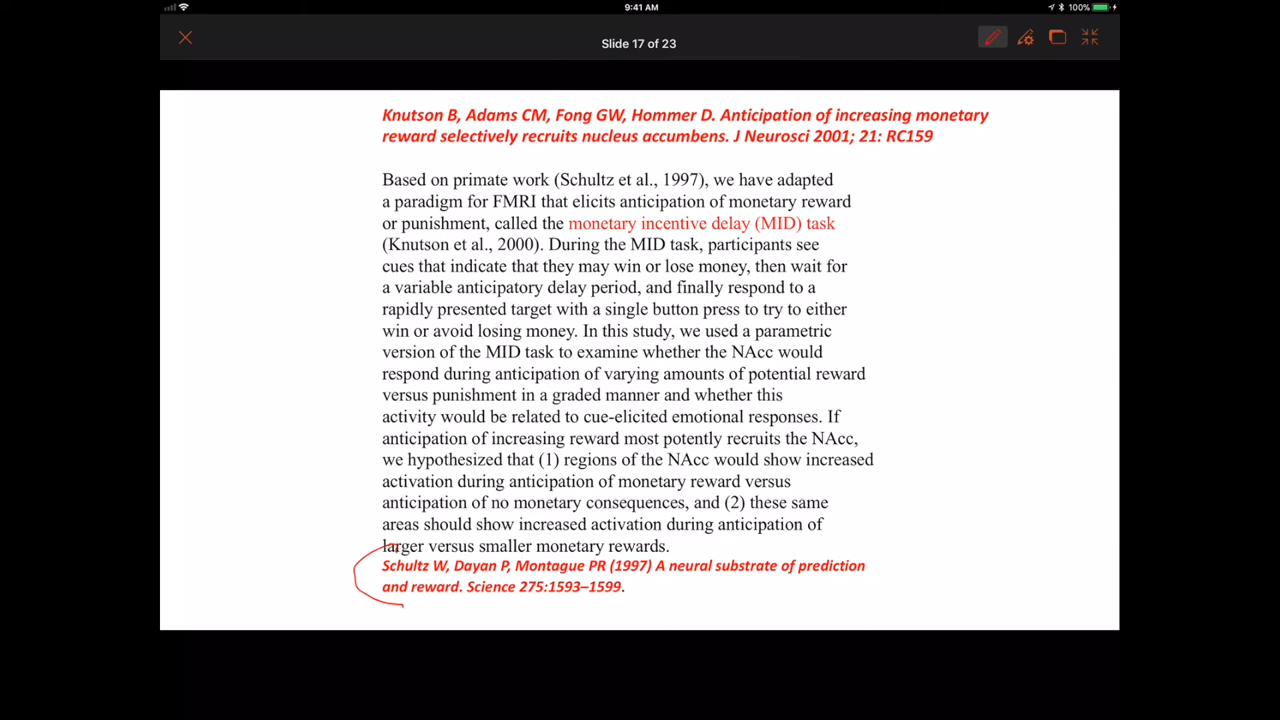 9:41 AM
100%
Slide 17 of 23
Knutson B, Adams CM, Fong GW, Hommer D. Anticipation of increasing monetary
reward selectively recruits nucleus accumbens. J Neurosci 2001; 21: RC159
Based on primate work (Schultz et al., 1997), we have adapted
a paradigm for FMRI that elicits anticipation of monetary reward
or punishment, called the monetary incentive delay (MID) task
(Knutson et al., 2000). During the MID task, participants see
cues that indicate that they may win or lose money, then wait for
a variable anticipatory delay period, and finally respond to a
rapidly presented target with a single button press to try to either
win or avoid losing money. In this study, we used a parametric
version of the MID task to examine whether the NAcc would
respond during anticipation of varying amounts of potential reward
versus punishment in a graded manner and whether this
activity would be related to cue-elicited emotional responses. If
anticipation of increasing reward most potently recruits the NAcc,
we hypothesized that (1) regions of the NAcc would show increased
activation during anticipation of monetary reward versus
anticipation of no monetary consequences, and (2) these same
areas should show increased activation during anticipation of
larger versus smaller monetary rewards.
Schultz W, Dayan P, Montague PR (1997) A neural substrate of prediction
and reward. Science 275:1593–1599.